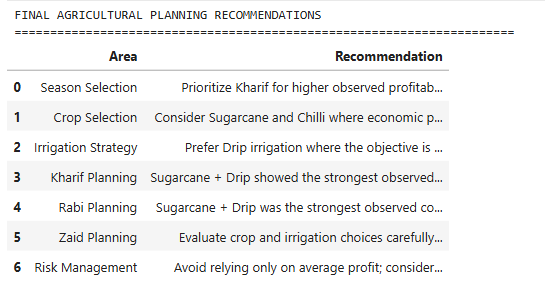 FINAL AGRICULTURAL PLANNING RECOMMENDATIONS
======================================================================
Area Recommendation
0 Season Selection Prioritize Kharif for higher observed profitab...
1 Crop Selection Consider Sugarcane and Chilli where economic p...
2 Irrigation Strategy Prefer Drip irrigation where the objective is ...
3 Kharif Planning Sugarcane + Drip showed the strongest observed...
4 Rabi Planning Sugarcane + Drip was the strongest observed co...
5 Zaid Planning Evaluate crop and irrigation choices carefully...
6 Risk Management Avoid relying only on average profit; consider...